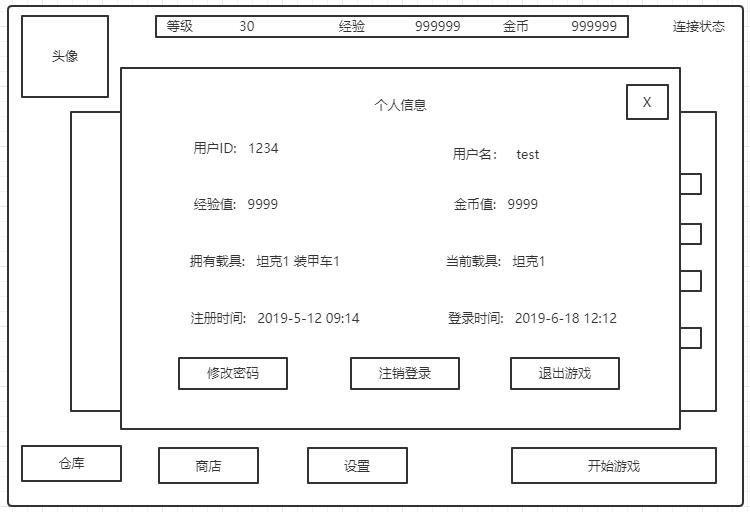 等级 30 经验 999999 金币 999999 连接状态
头像
个人信息
X
用户ID: 1234 用户名: test
经验值: 9999 金币值: 9999
拥有载具: 坦克1 装甲车1 当前载具: 坦克1
注册时间: 2019-5-12 09:14 登录时间: 2019-6-18 12:12
修改密码 注销登录 退出游戏
仓库 商店 设置 开始游戏